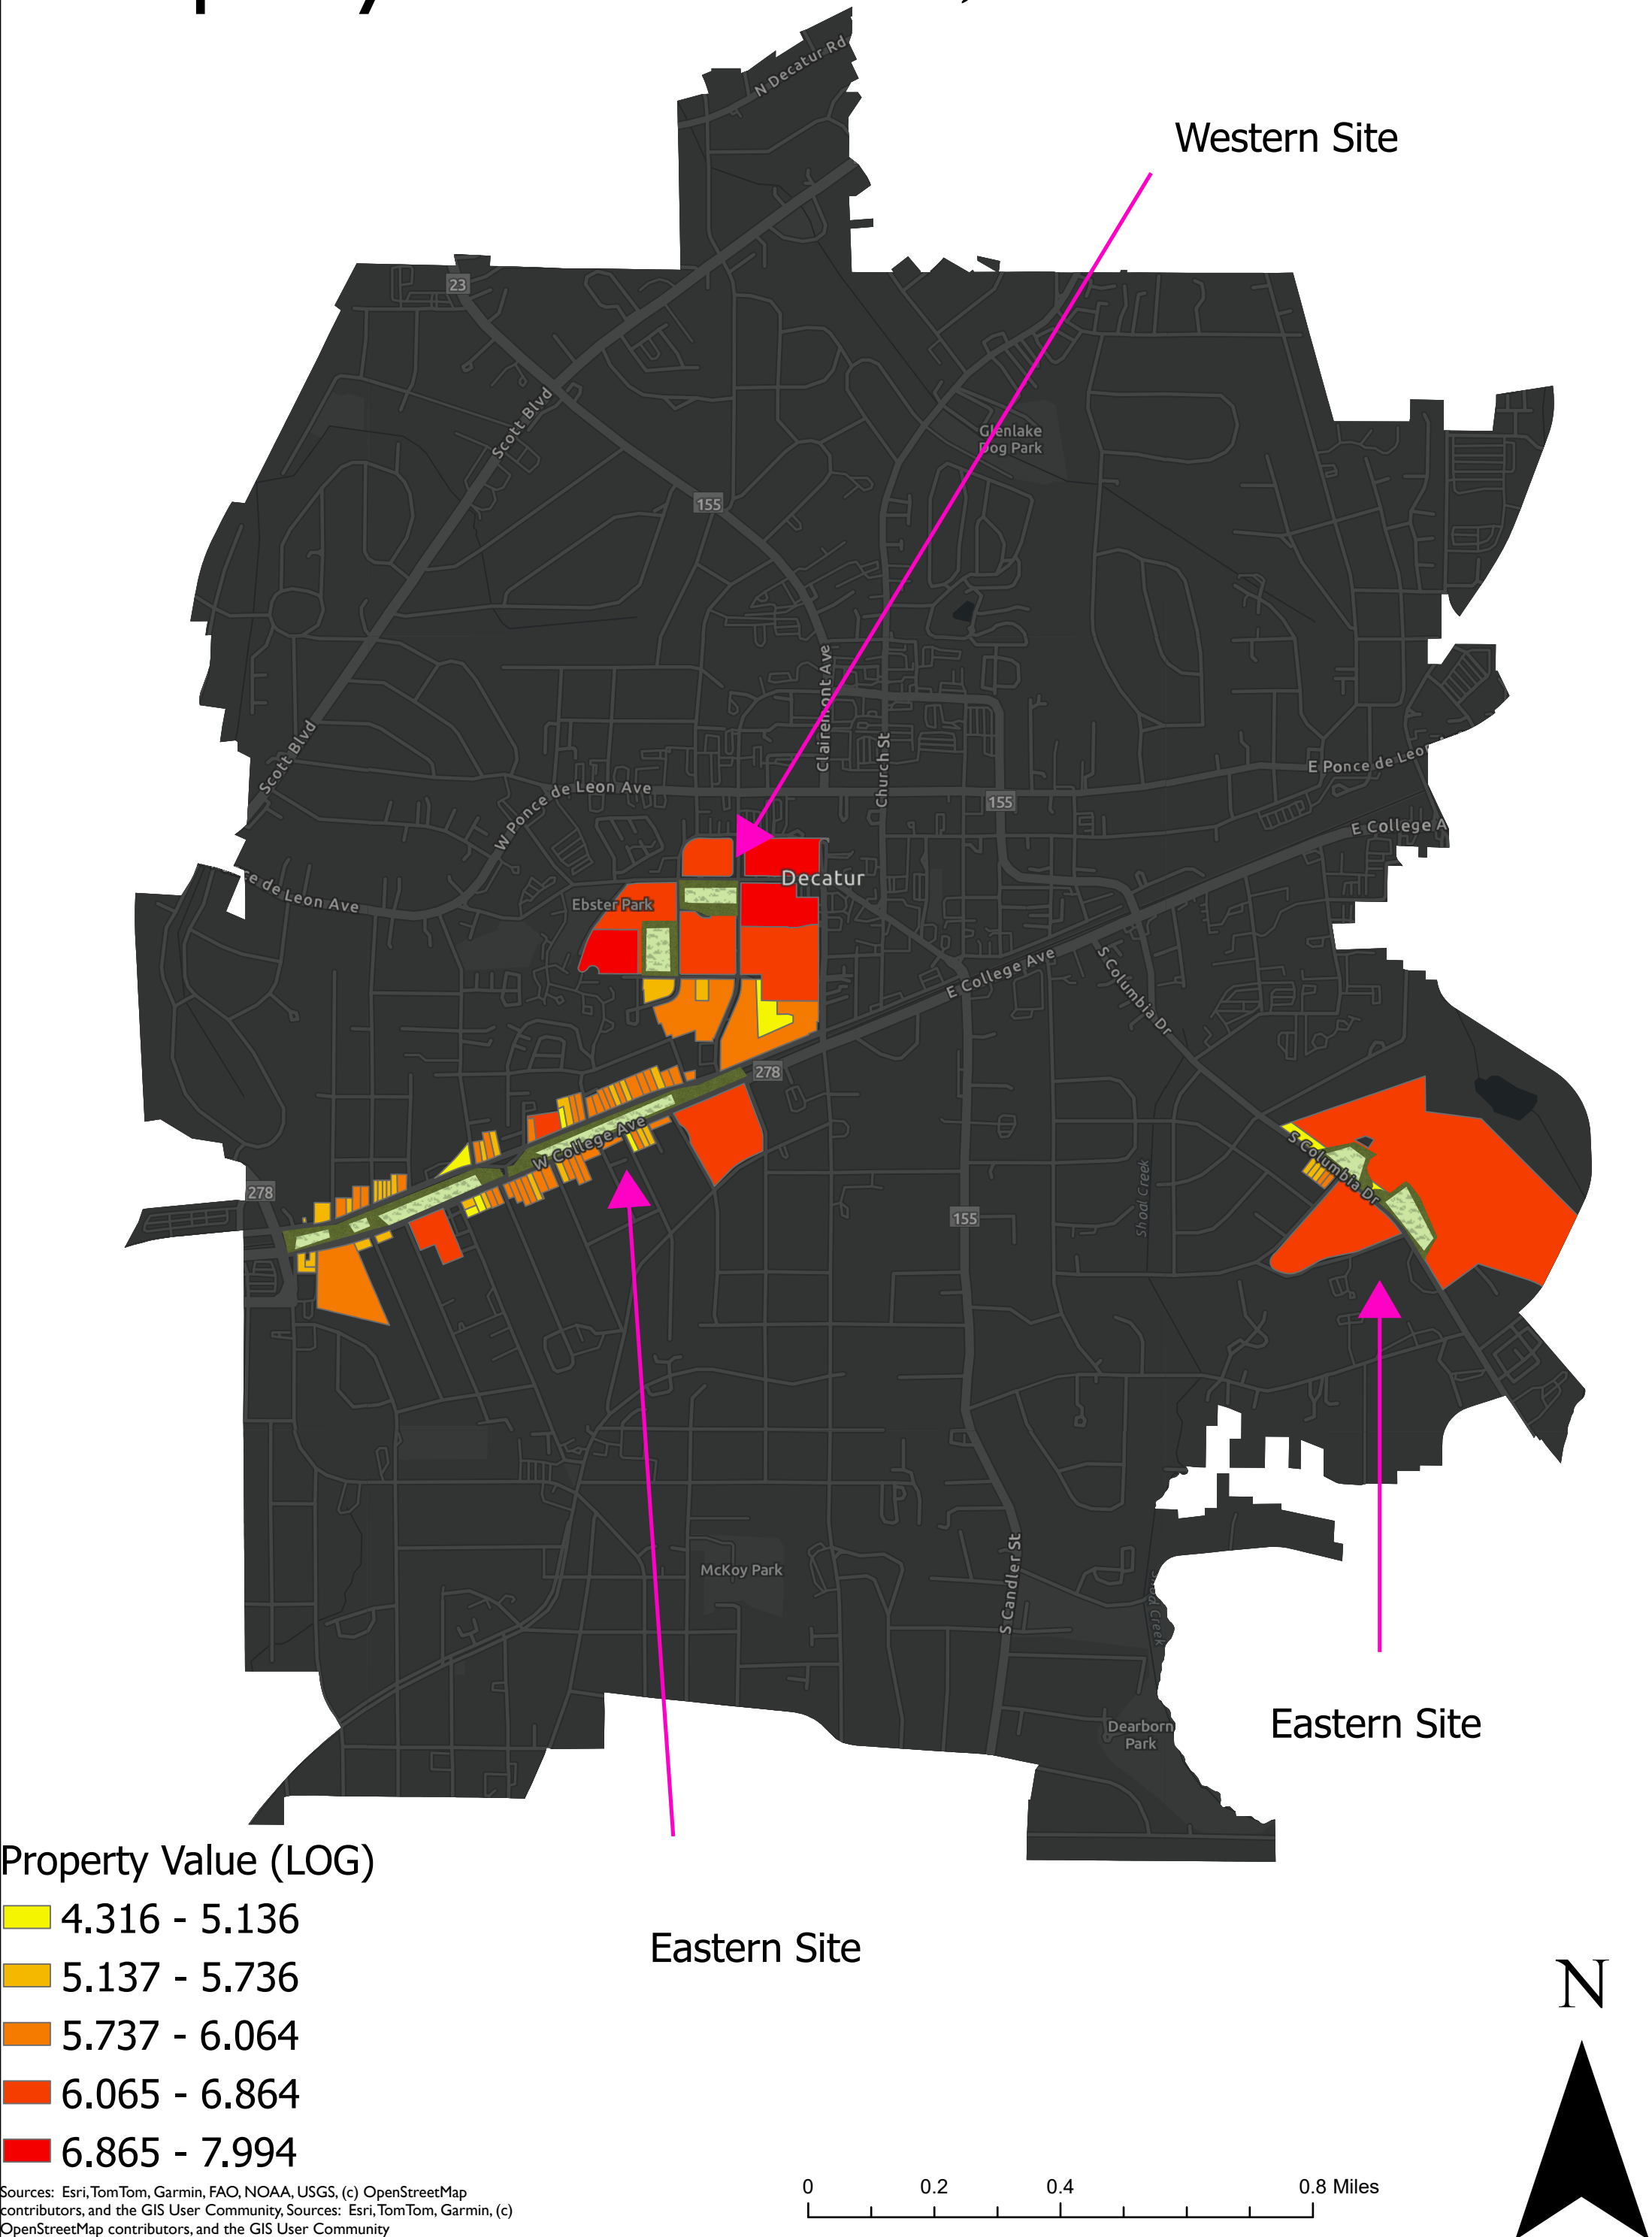 N Decatur Rd
Western Site
23
Scott Blvd
Glenlake
Dog Park
155
Clairemont Ave
Church St
Scott Blvd
W Ponce de Leon Ave
E Ponce de Leon
155
E College A
ce de Leon Ave
Decatur
Ebster Park
E College Ave
S Columbia Dr
278
W College Ave
S Columbia Dr
278
155
Shoal Creek
McKoy Park
S Candler St
Creek
Dearborn
Park
Eastern Site
Eastern Site
Property Value (LOG)
4.316 - 5.136
5.137 - 5.736
5.737 - 6.064
6.065 - 6.864
6.865 - 7.994
N
0 0.2 0.4 0.8 Miles
Sources: Esri, TomTom, Garmin, FAO, NOAA, USGS, (c) OpenStreetMap
contributors, and the GIS User Community, Sources: Esri, TomTom, Garmin, (c)
OpenStreetMap contributors, and the GIS User Community